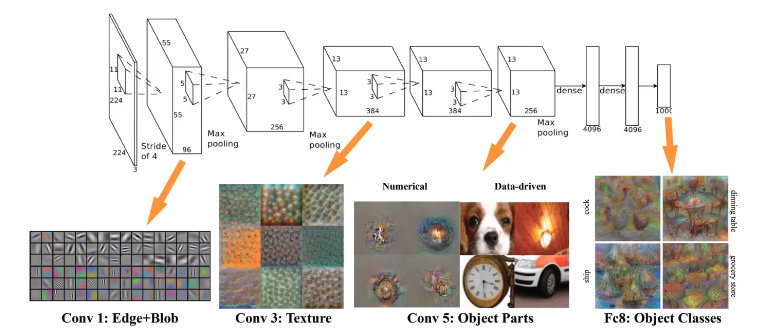 55
27
13
13
13
11
5
3
3
3
11
5
3
3
3
224
55
27
13
13
13
dense
dense
384
384
256
1000
Max
pooling
4096
4096
256
Max
pooling
Max
pooling
Stride
of 4
96
224
3
Numerical
Data-driven
cock
dinning table
ship
grocery store
Conv 1: Edge+Blob
Conv 3: Texture
Conv 5: Object Parts
Fc8: Object Classes